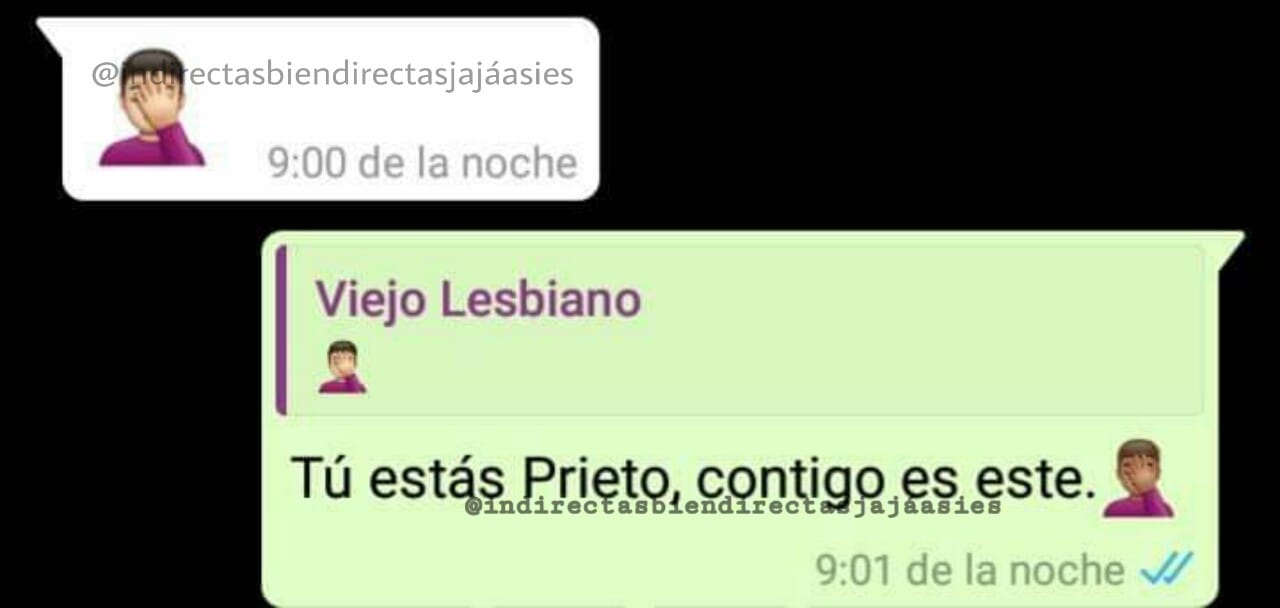 @indirectasbiendirectasjajáasies
9:00 de la noche
Viejo Lesbiano
Tú estás Prieto, contigo es este.
@indirectasbiendirectasjajáasies
9:01 de la noche